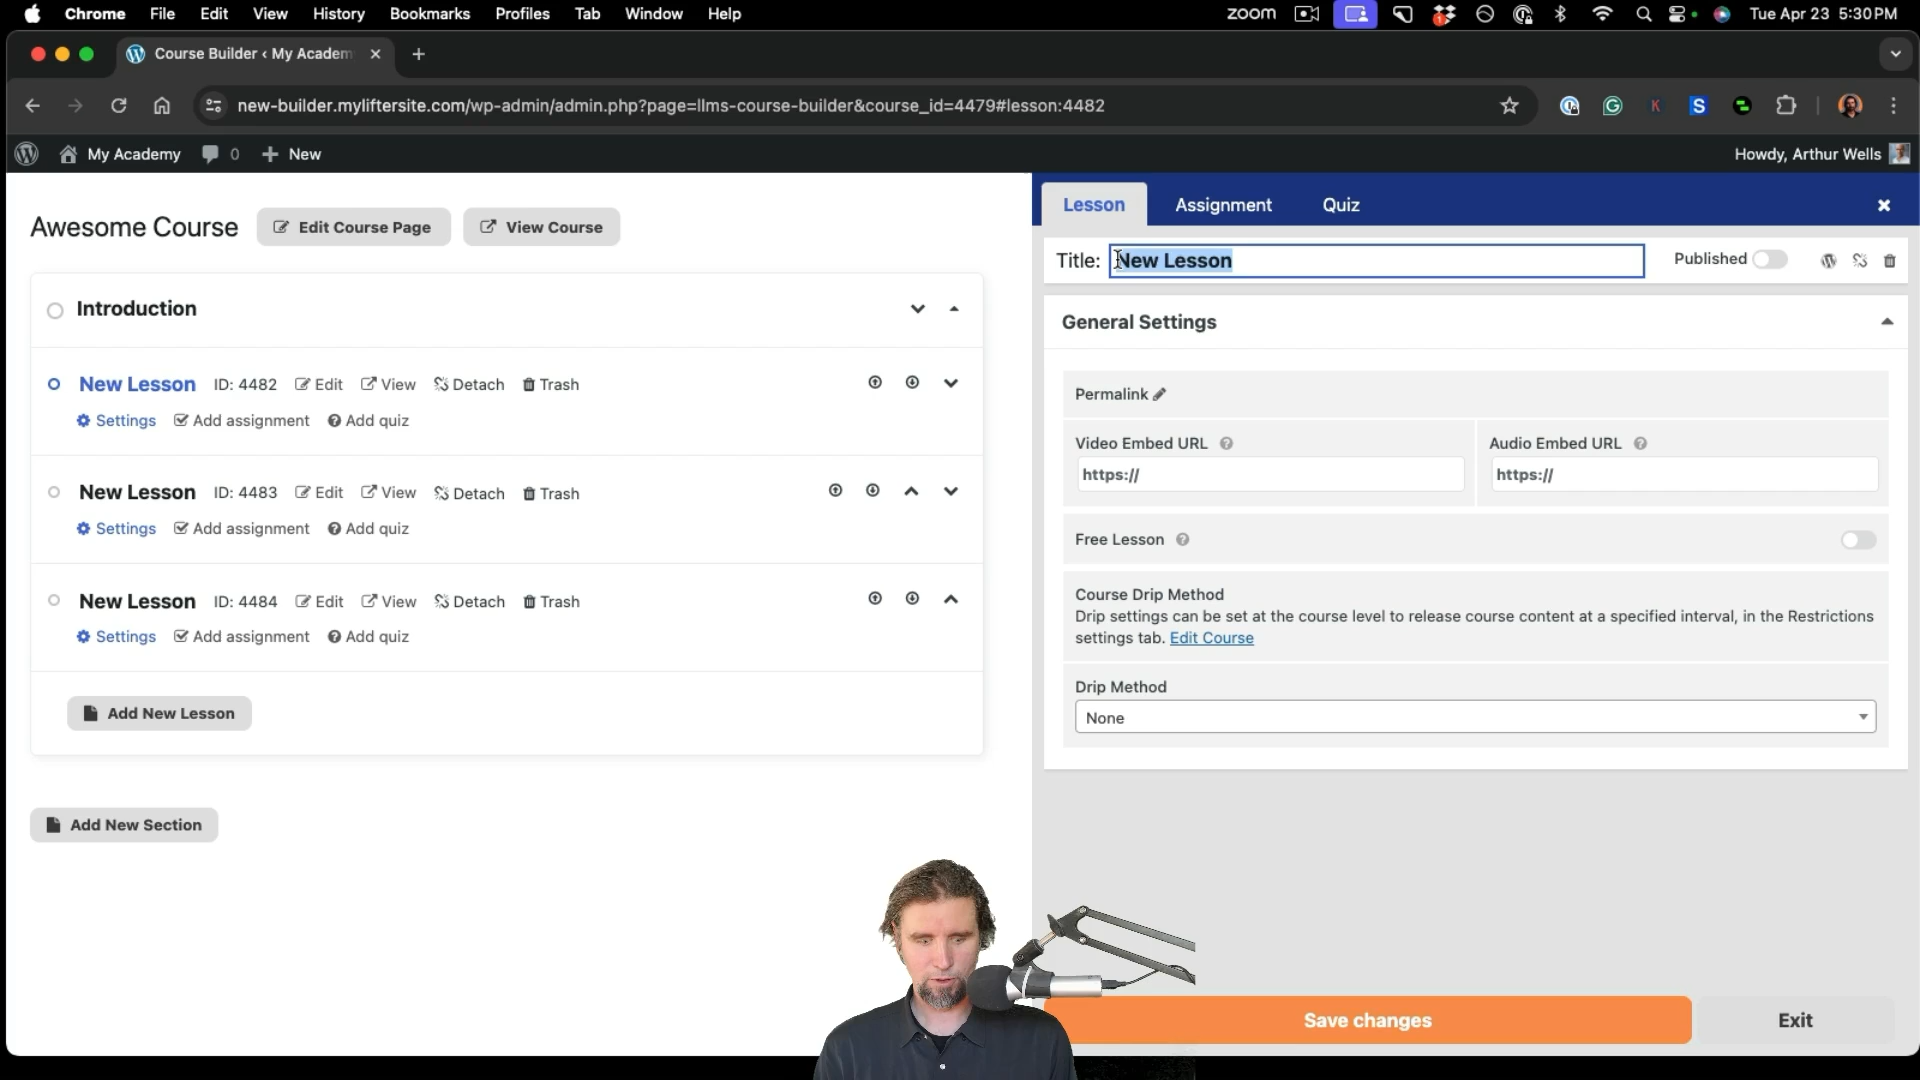 Chrome File Edit View History Bookmarks Profiles Tab Window Help zoom 1 Tue Apr 23 5:30 PM
Course Builder ‹ My Academ
new-builder.myliftersite.com/wp-admin/admin.php?page=llms-course-builder&course_id=4479#lesson:4482 K S
My Academy 0 New Howdy, Arthur Wells
Awesome Course Edit Course Page View Course
Introduction
New Lesson ID: 4482 Edit View Detach Trash
Settings Add assignment Add quiz
New Lesson ID: 4483 Edit View Detach Trash
Settings Add assignment Add quiz
New Lesson ID: 4484 Edit View Detach Trash
Settings Add assignment Add quiz
Add New Lesson
Add New Section
Lesson Assignment Quiz
Title: New Lesson Published
General Settings
Permalink
Video Embed URL Audio Embed URL
https:// https://
Free Lesson
Course Drip Method
Drip settings can be set at the course level to release course content at a specified interval, in the Restrictions
settings tab. Edit Course
Drip Method
None
Save changes Exit